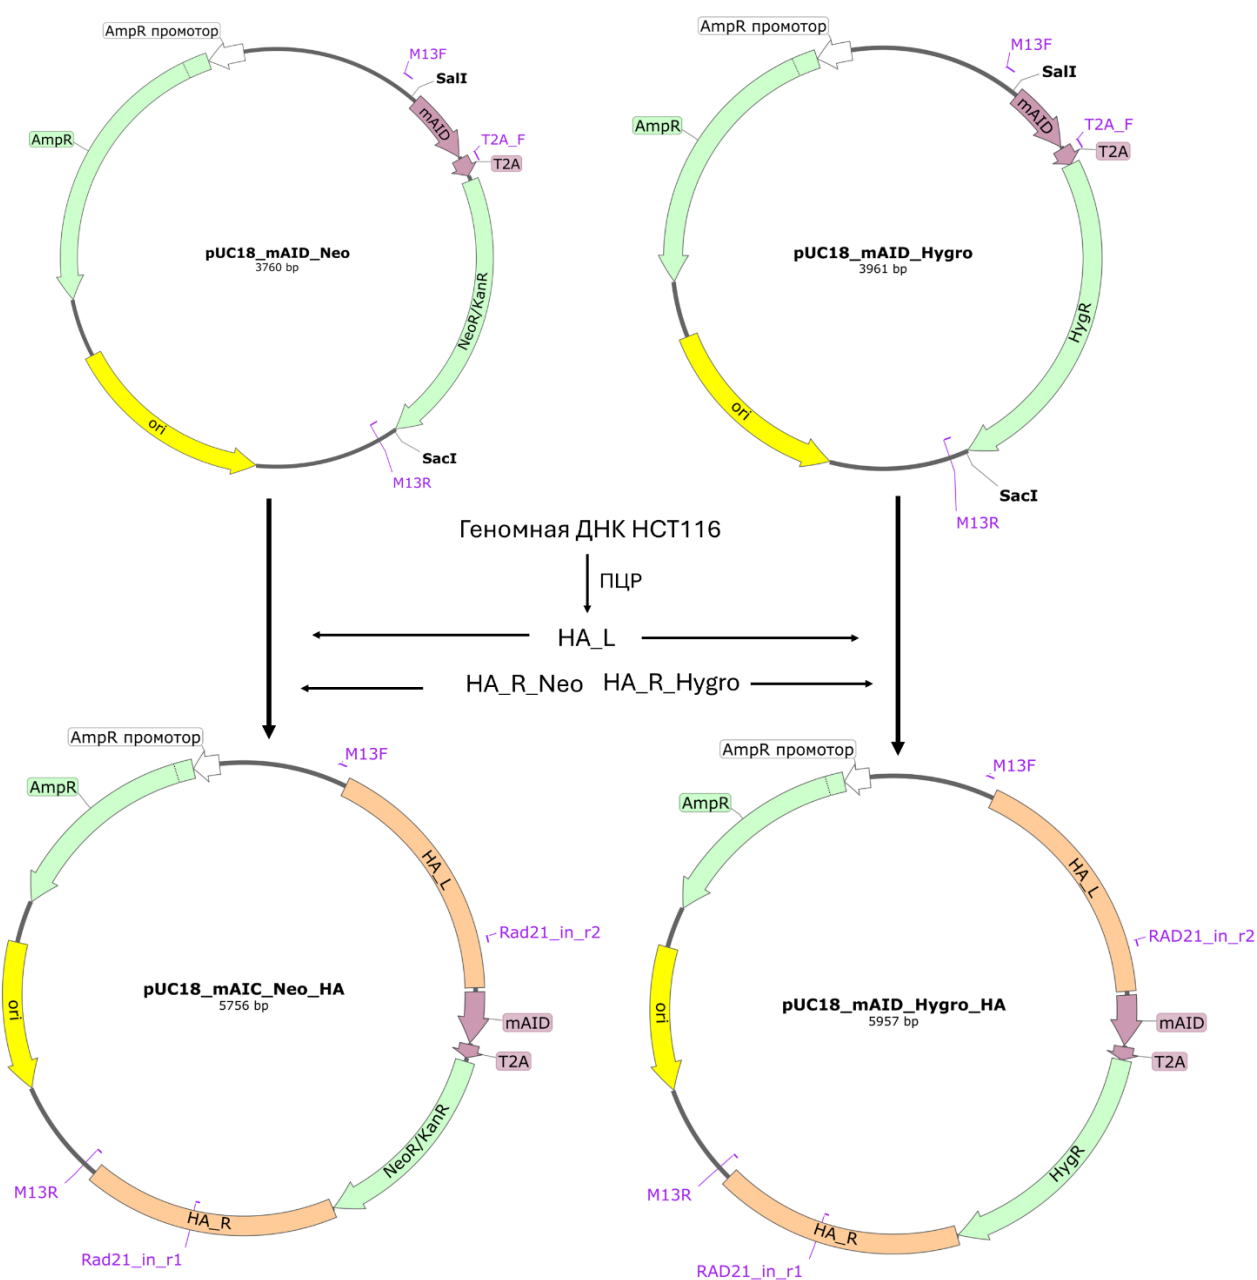 AmpR промотор
M13F
SalI
mAID
T2A_F
T2A
AmpR
pUC18_mAID_Neo
3760 bp
NeoR/KanR
ori
SacI
M13R
AmpR промотор
M13F
SalI
mAID
T2A_F
T2A
AmpR
pUC18_mAID_Hygro
3961 bp
HygR
ori
SacI
M13R
Геномная ДНК HCT116
ПЦР
HA_L
HA_R_Neo HA_R_Hygro
AmpR промотор
M13F
AmpR
HA_L
Rad21_in_r2
pUC18_mAIC_Neo_HA
5756 bp
ori
mAID
T2A
NeoR/KanR
M13R
HA_R
Rad21_in_r1
AmpR промотор
M13F
AmpR
HA_L
RAD21_in_r2
pUC18_mAID_Hygro_HA
5957 bp
ori
mAID
T2A
HygR
M13R
HA_R
RAD21_in_r1